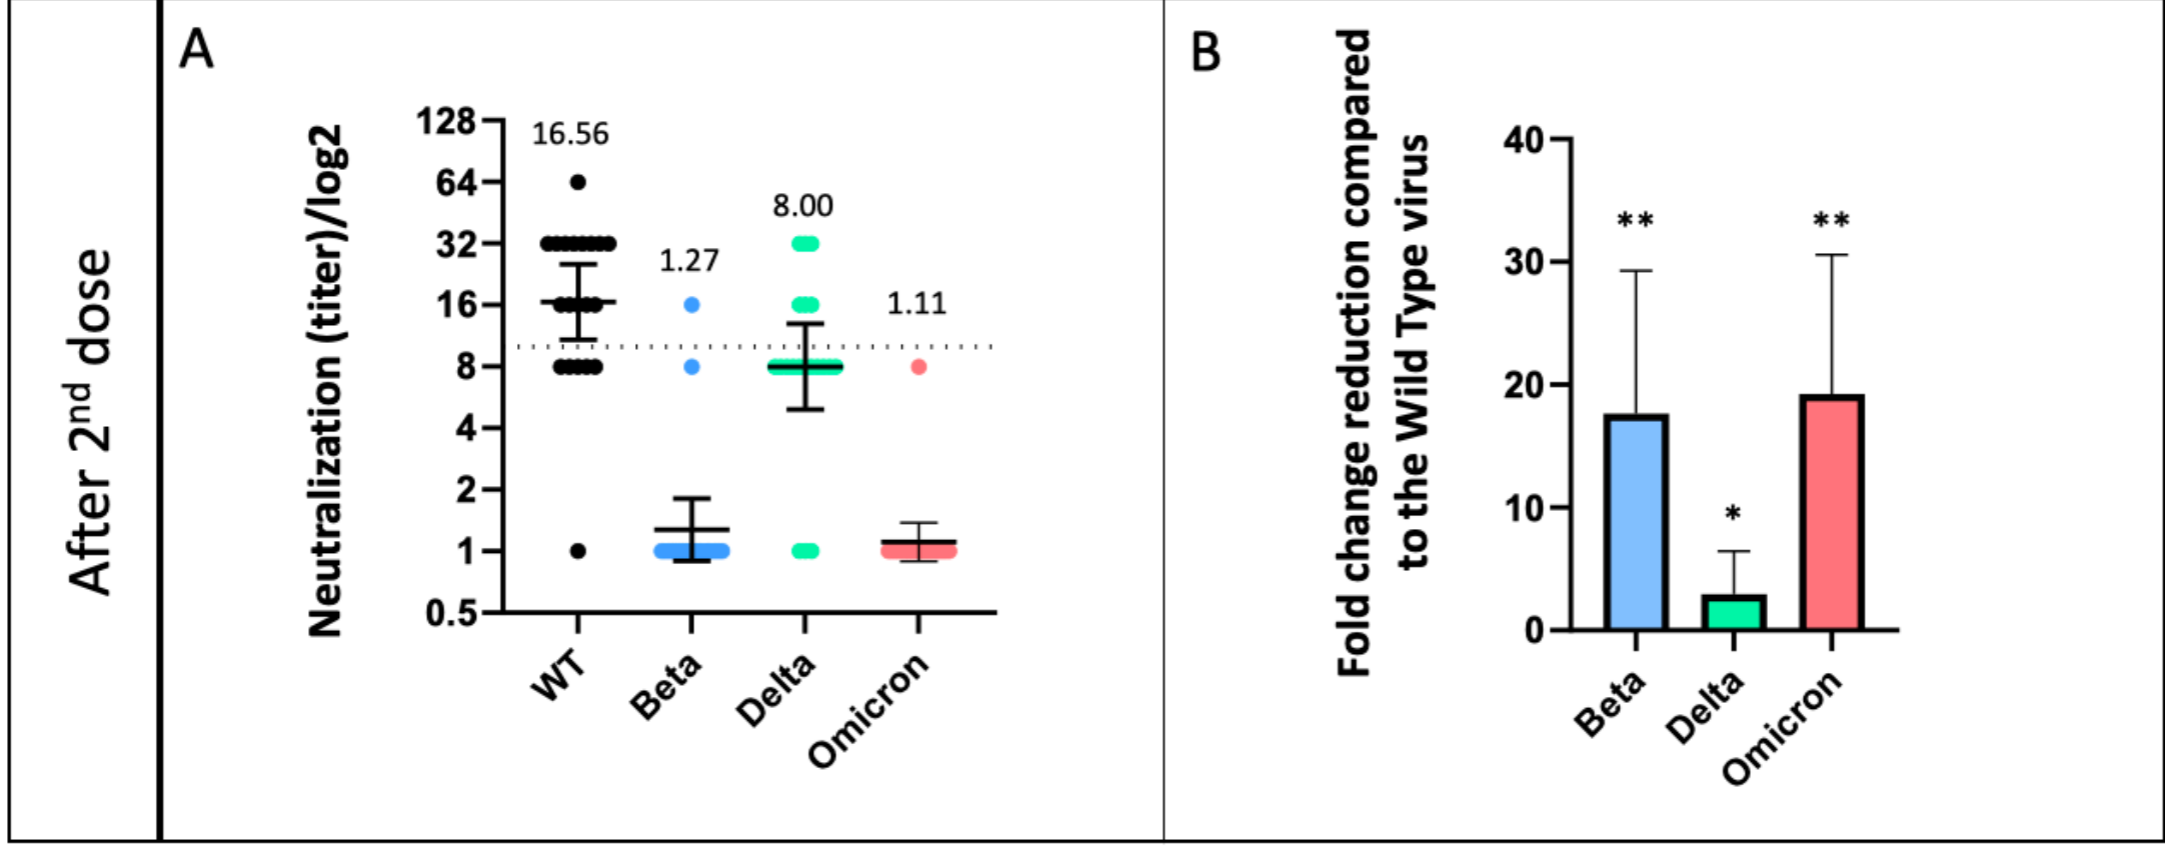 After 2nd dose
A
Neutralization (titer)/log2
128
64
32
16
8
4
2
1
0.5
16.56
1.27
8.00
1.11
WT
Beta
Delta
Omicron
B
Fold change reduction compared
to the Wild Type virus
40
30
20
10
0
**
*
**
Beta
Delta
Omicron